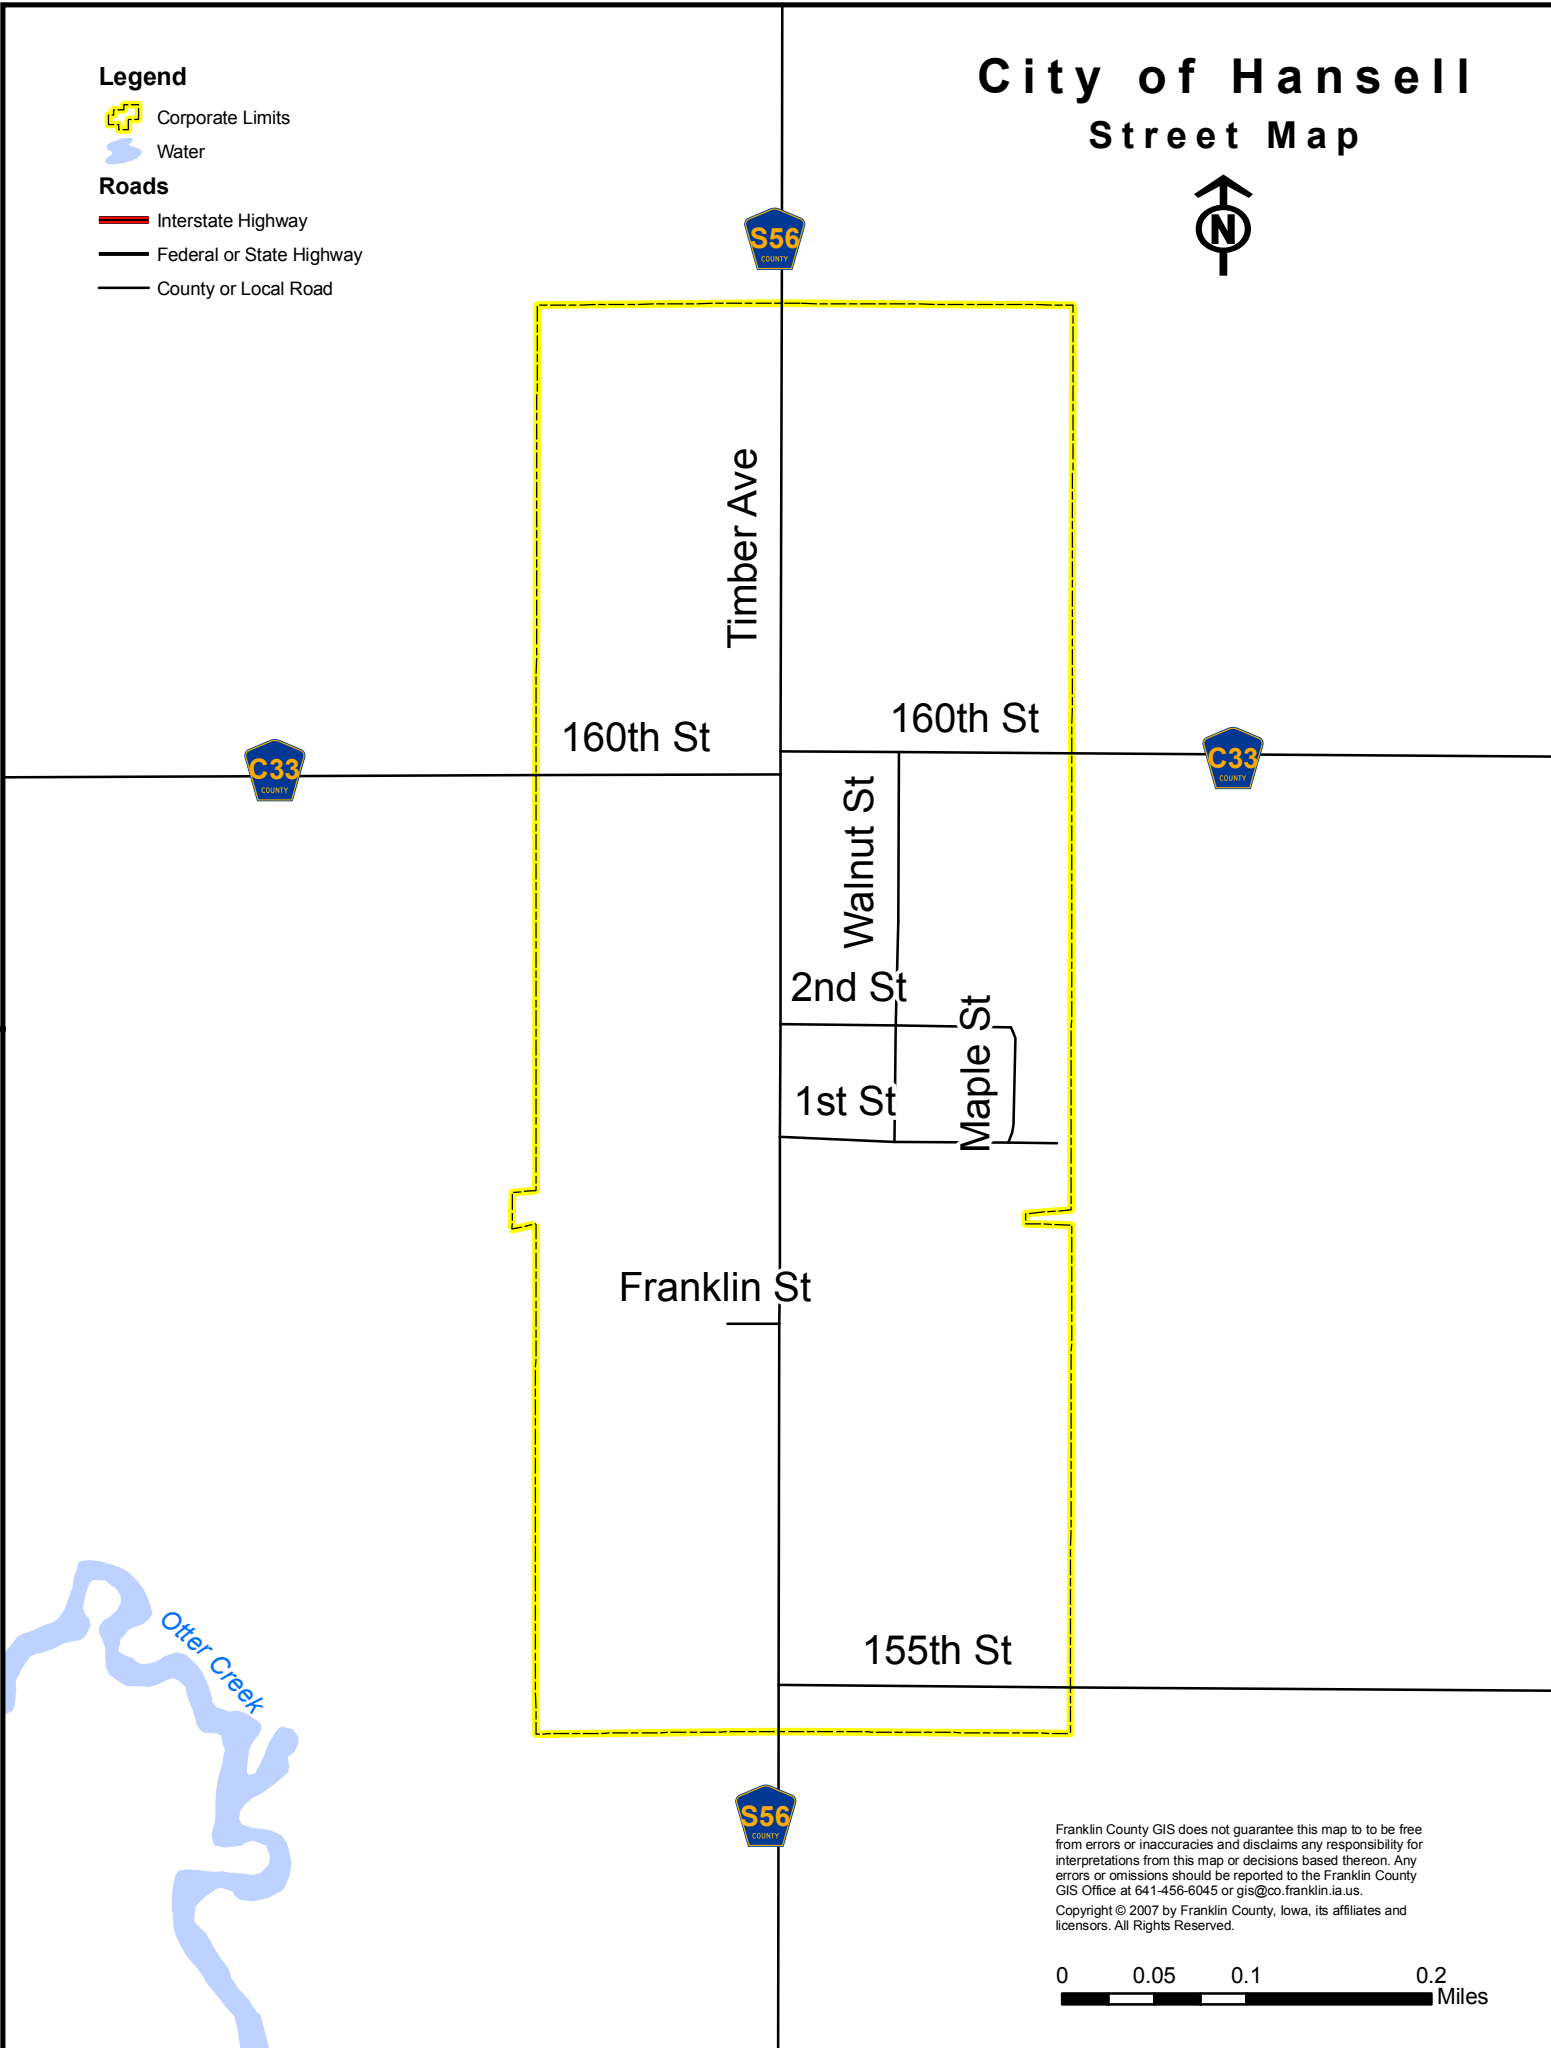 City of Hansell
Street Map
N
Legend
Corporate Limits
Water
Roads
Interstate Highway
Federal or State Highway
County or Local Road
S56
COUNTY
Timber Ave
160th St
160th St
C33
COUNTY
C33
COUNTY
Walnut St
2nd St
Maple St
1st St
Franklin St
Otter Creek
155th St
S56
COUNTY
Franklin County GIS does not guarantee this map to to be free
from errors or inaccuracies and disclaims any responsibility for
interpretations from this map or decisions based thereon. Any
errors or omissions should be reported to the Franklin County
GIS Office at 641-456-6045 or gis@co.franklin.ia.us.
Copyright © 2007 by Franklin County, Iowa, its affiliates and
licensors. All Rights Reserved.
0 0.05 0.1 0.2
Miles